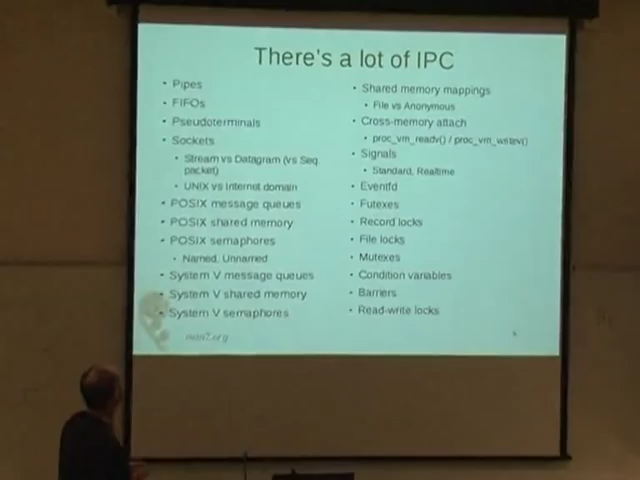 There's a lot of IPC
• Pipes
• FIFOs
• Pseudoterminals
• Sockets
• Stream vs Datagram (vs Seq.
packet)
• UNIX vs Internet domain
• POSIX message queues
• POSIX shared memory
• POSIX semaphores
• Named, Unnamed
• System V message queues
• System V shared memory
• System V semaphores
• Shared memory mappings
• File vs Anonymous
• Cross-memory attach
• proc_vm_readv() / proc_vm_writev()
• Signals
• Standard, Realtime
• Eventfd
• Futexes
• Record locks
• File locks
• Mutexes
• Condition variables
• Barriers
• Read-write locks
man7.org